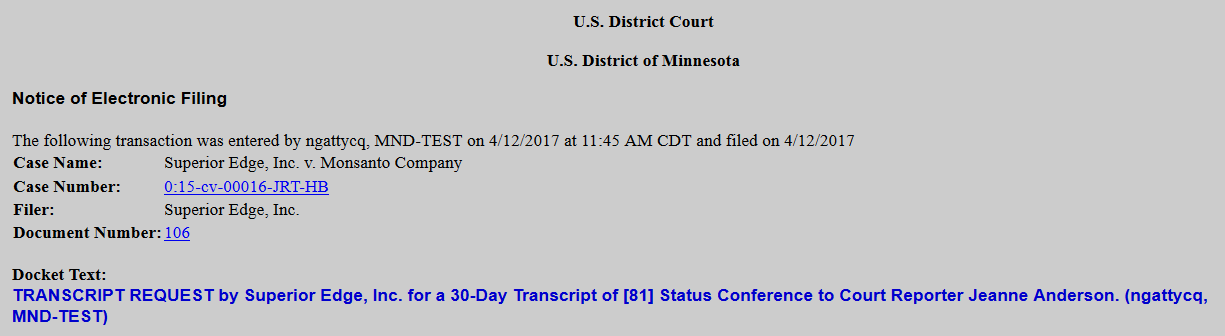 U.S. District Court
U.S. District of Minnesota
Notice of Electronic Filing
The following transaction was entered by ngattycq, MND-TEST on 4/12/2017 at 11:45 AM CDT and filed on 4/12/2017
Case Name: Superior Edge, Inc. v. Monsanto Company
Case Number: 0:15-cv-00016-JRT-HB
Filer: Superior Edge, Inc.
Document Number: 106
Docket Text:
TRANSCRIPT REQUEST by Superior Edge, Inc. for a 30-Day Transcript of [81] Status Conference to Court Reporter Jeanne Anderson. (ngattycq,
MND-TEST)